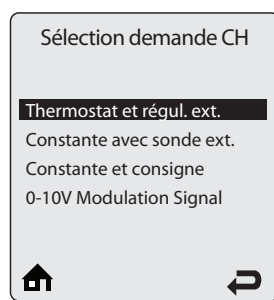 Sélection demande CH
Thermostat et régul. ext.
Constante avec sonde ext.
Constante et consigne
0-10V Modulation Signal